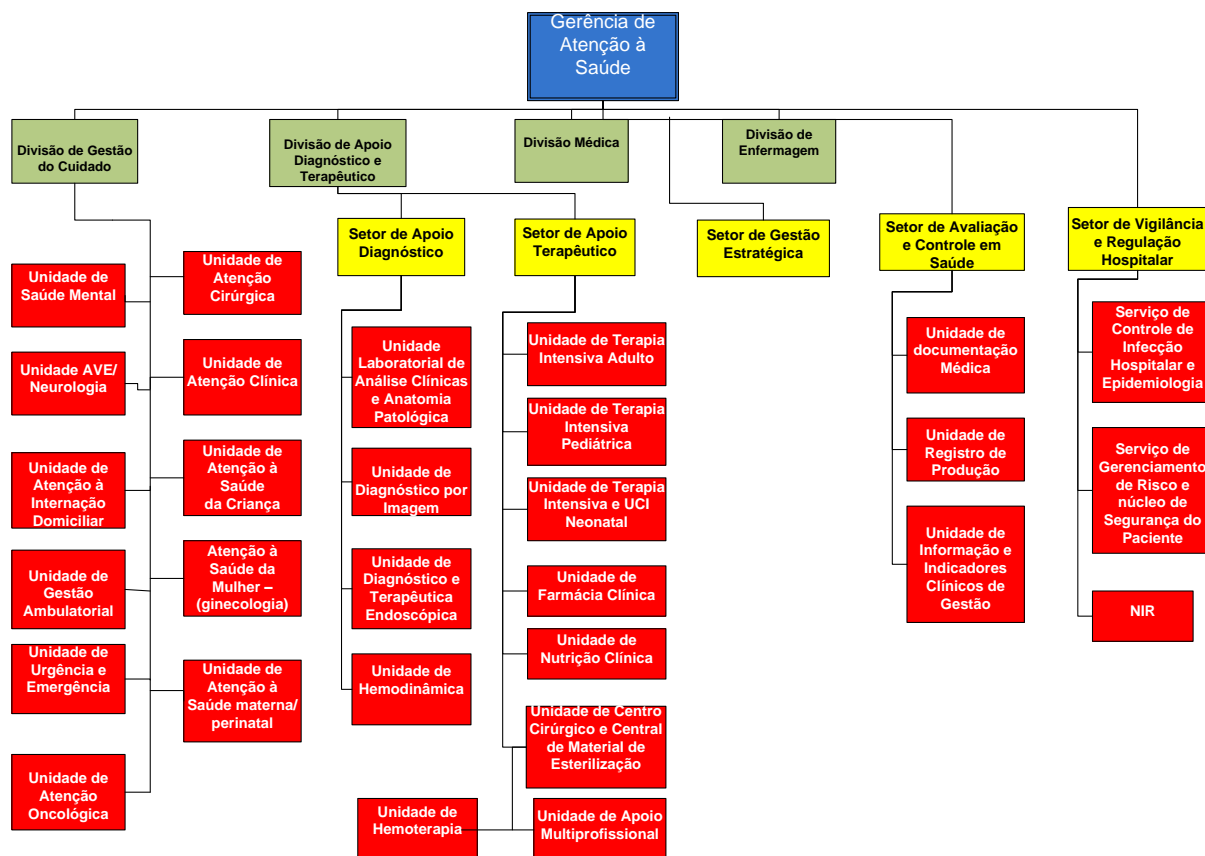 Gerência de
Atenção à
Saúde
Divisão de Gestão
do Cuidado
Divisão de Apoio
Diagnóstico e
Terapêutico
Divisão Médica
Divisão de
Enfermagem
Setor de Apoio
Diagnóstico
Setor de Apoio
Terapêutico
Setor de Gestão
Estratégica
Setor de Avaliação
e Controle em
Saúde
Setor de Vigilância
e Regulação
Hospitalar
Unidade de
Saúde Mental
Unidade AVE/
Neurologia
Unidade de
Atenção à
Internação
Domiciliar
Unidade de
Gestão
Ambulatorial
Unidade de
Urgência e
Emergência
Unidade de
Atenção
Oncológica
Unidade de
Atenção
Cirúrgica
Unidade de
Atenção Clínica
Unidade de
Atenção à
Saúde
da Criança
Atenção à
Saúde da
Mulher –
(ginecologia)
Unidade de
Atenção à
Saúde materna/
perinatal
Unidade
Laboratorial de
Análise Clínicas
e Anatomia
Patológica
Unidade de
Diagnóstico por
Imagem
Unidade de
Diagnóstico e
Terapêutica
Endoscópica
Unidade de
Hemodinâmica
Unidade de Terapia
Intensiva Adulto
Unidade de Terapia
Intensiva
Pediátrica
Unidade de Terapia
Intensiva e UCI
Neonatal
Unidade de
Farmácia Clínica
Unidade de
Nutrição Clínica
Unidade de Centro
Cirúrgico e Central
de Material de
Esterilização
Unidade de
Hemoterapia
Unidade de Apoio
Multiprofissional
Unidade de
documentação
Médica
Unidade de
Registro de
Produção
Unidade de
Informação e
Indicadores
Clínicos de
Gestão
Serviço de
Controle de
Infecção
Hospitalar e
Epidemiologia
Serviço de
Gerenciamento
de Risco e
núcleo de
Segurança do
Paciente
NIR